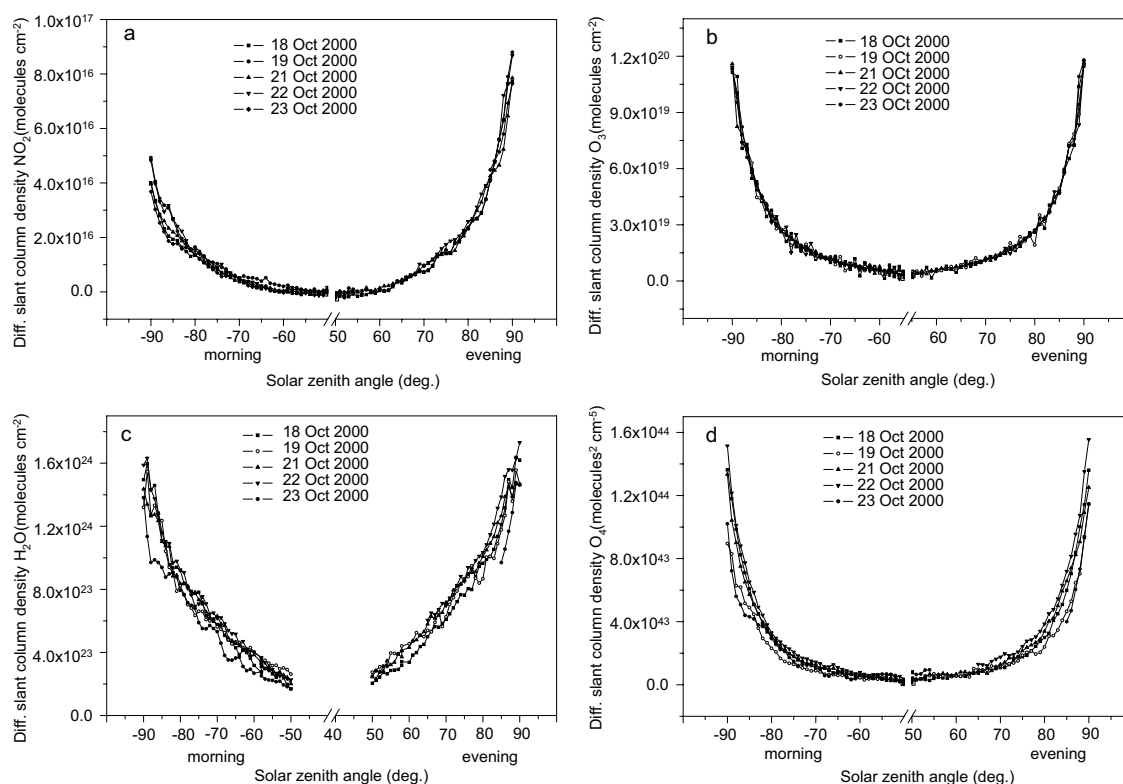 a
1.0x10¹⁷
8.0x10¹⁶
6.0x10¹⁶
4.0x10¹⁶
2.0x10¹⁶
0.0
Diff. slant column density NO₂(molecules cm⁻²)
18 Oct 2000
19 Oct 2000
21 Oct 2000
22 Oct 2000
23 Oct 2000
-90 -80 -70 -60 50 60 70 80 90
morning evening
Solar zenith angle (deg.)
b
1.2x10²⁰
9.0x10¹⁹
6.0x10¹⁹
3.0x10¹⁹
0.0
Diff. slant column density O₃(molecules cm⁻²)
18 OCt 2000
19 OCt 2000
21 OCt 2000
22 OCt 2000
23 OCt 2000
-90 -80 -70 -60 60 70 80 90
morning evening
Solar zenith angle (deg.)
c
1.6x10²⁴
1.2x10²⁴
8.0x10²³
4.0x10²³
0.0
Diff. slant column density H₂O(molecules cm⁻²)
18 Oct 2000
19 Oct 2000
21 Oct 2000
22 Oct 2000
23 Oct 2000
-90 -80 -70 -60 -50 40 50 60 70 80 90
morning evening
Solar zenith angle (deg.)
d
1.6x10⁴⁴
1.2x10⁴⁴
8.0x10⁴³
4.0x10⁴³
0.0
Diff. slant column density O₄(molecules² cm⁻⁵)
18 Oct 2000
19 Oct 2000
21 Oct 2000
22 Oct 2000
23 Oct 2000
-90 -80 -70 -60 50 60 70 80 90
morning evening
Solar zenith angle (deg.)